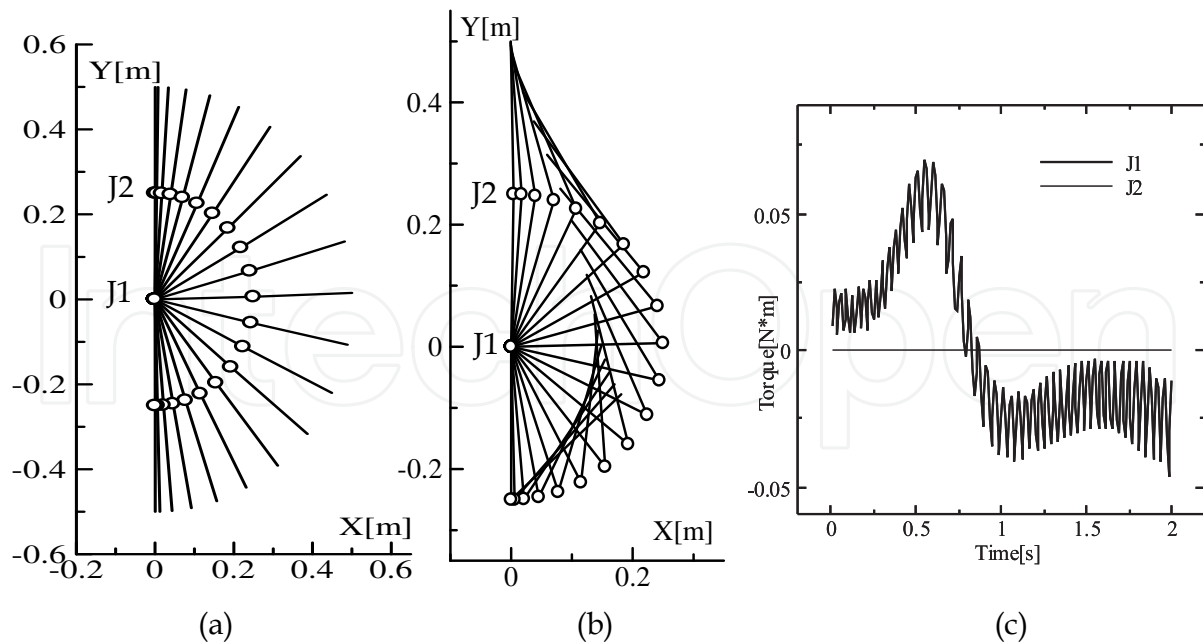 Y[m]
0.6
0.4
0.2
0
-0.2
-0.4
-0.6
J2
J1
X[m]
-0.2 0 0.2 0.4 0.6
(a)
Y[m]
0.4
0.2
0
-0.2
J2
J1
X[m]
0 0.2
(b)
J1
J2
Torque[N*m]
0.05
0
-0.05
0 0.5 1 1.5 2
Time[s]
(c)
IntechOpen